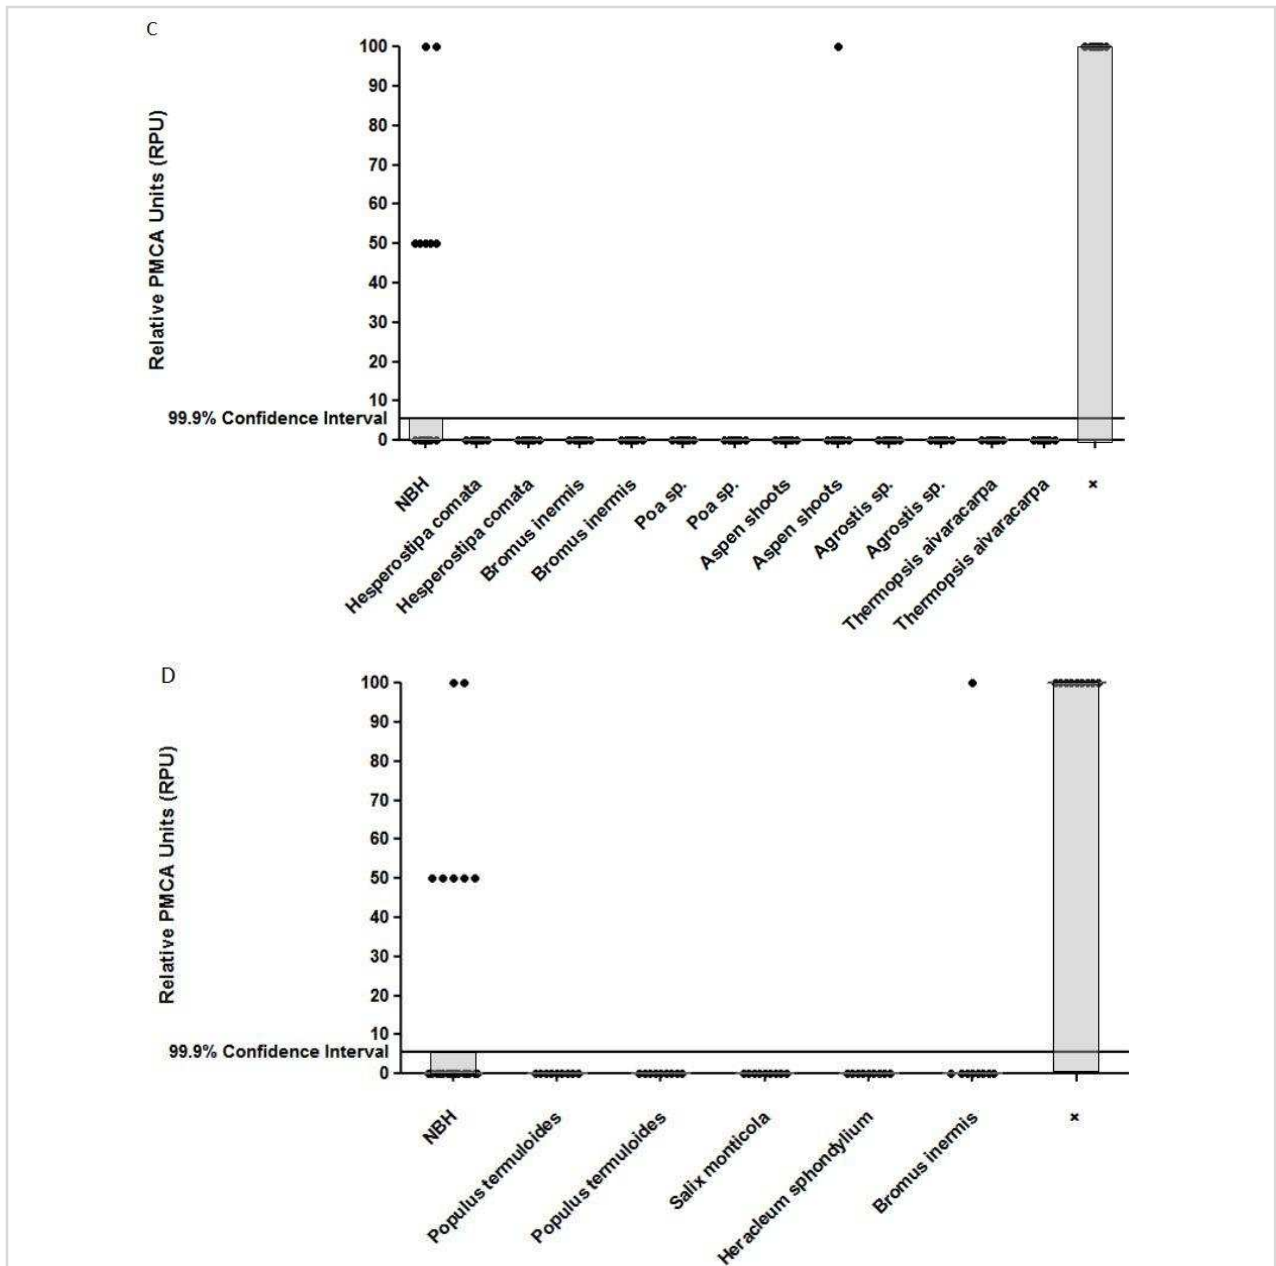 C
Relative PMCA Units (RPU)
100
90
80
70
60
50
40
30
20
10
99.9% Confidence Interval
0
NBH
Hesperostipa comata
Hesperostipa comata
Bromus inermis
Bromus inermis
Poa sp.
Poa sp.
Aspen shoots
Aspen shoots
Agrostis sp.
Agrostis sp.
Thermopsis aivaracarpa
Thermopsis aivaracarpa
+
D
Relative PMCA Units (RPU)
100
90
80
70
60
50
40
30
20
10
99.9% Confidence Interval
0
NBH
Populus termuloides
Populus termuloides
Salix monticola
Heracleum sphondylium
Bromus inermis
+